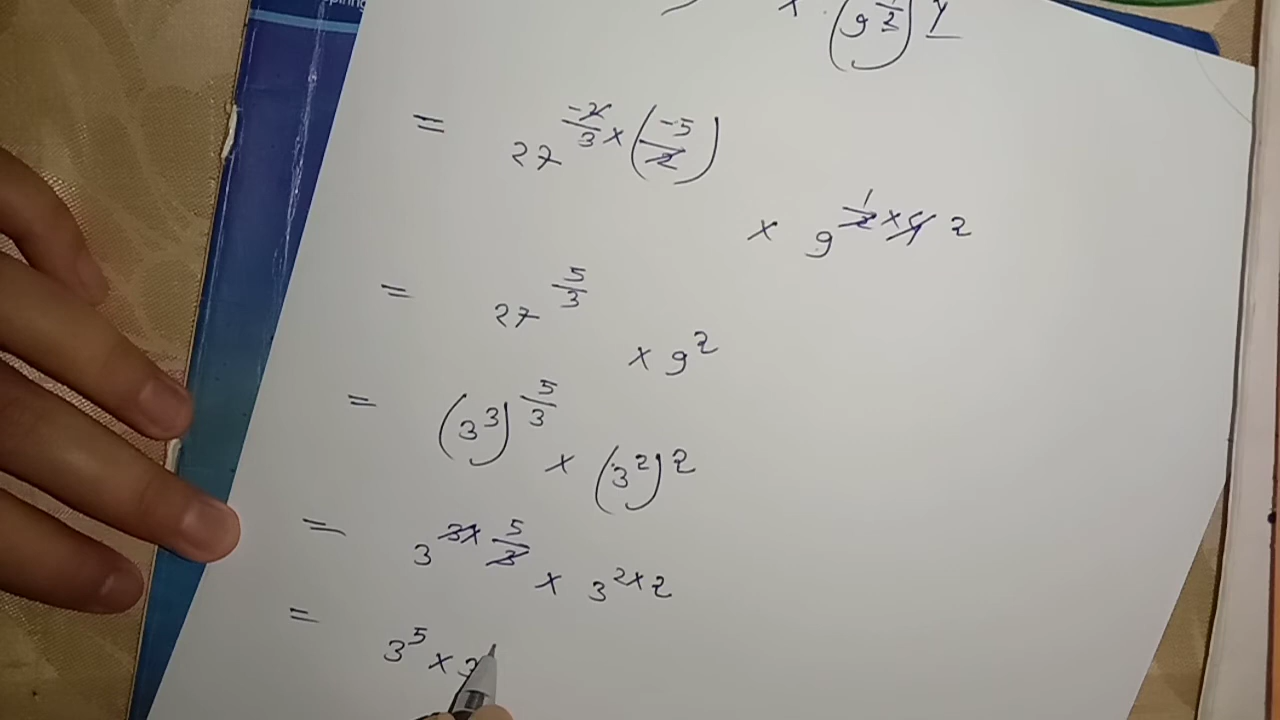 × (9^(1/2))^4
= 27^(-2/3 × (-5/2))
× 9^(1/2 × 4 2)
= 27^(5/3)
× 9^2
= (3^3)^(5/3)
× (3^2)^2
= 3^(3× 5/3) × 3^(2×2)
= 3^5 × 3